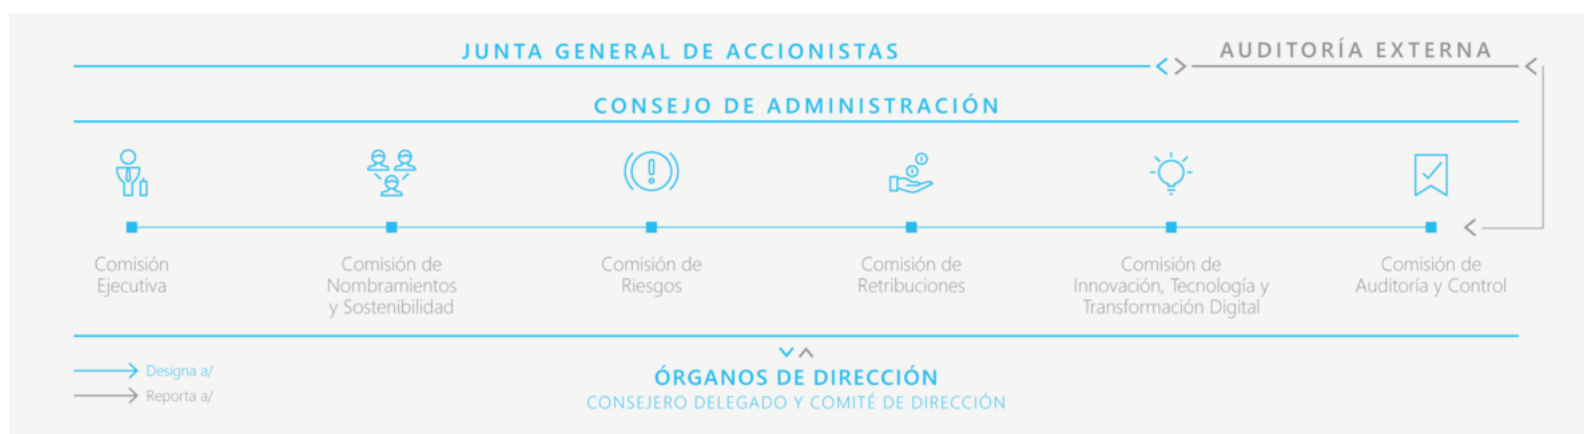 JUNTA GENERAL DE ACCIONISTAS
AUDITORÍA EXTERNA
CONSEJO DE ADMINISTRACIÓN
Comisión
Ejecutiva
Comisión de
Nombramientos
y Sostenibilidad
Comisión de
Riesgos
Comisión de
Retribuciones
Comisión de
Innovación, Tecnología y
Transformación Digital
Comisión de
Auditoría y Control
Designa a/
Reporta a/
ÓRGANOS DE DIRECCIÓN
CONSEJERO DELEGADO Y COMITÉ DE DIRECCIÓN